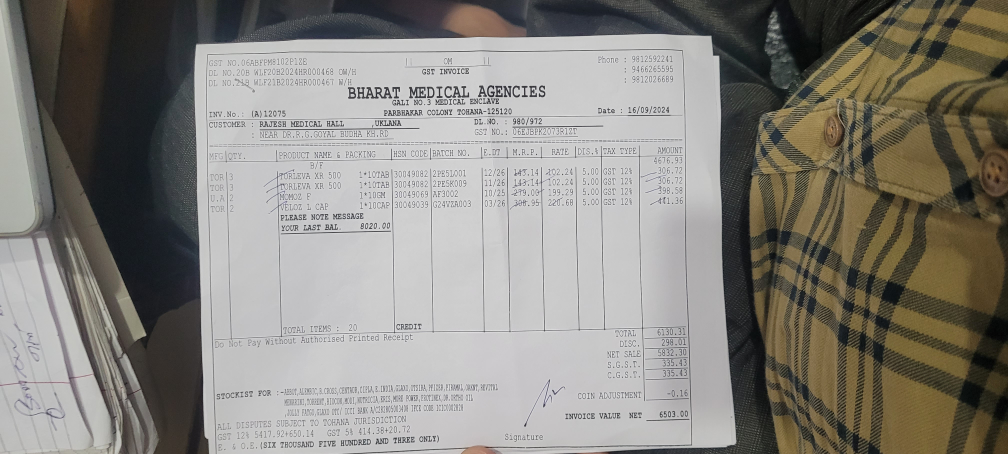 GST NO.06ABFFM8102P1ZE OM Phone : 9812592241
DL NO.20B WLF20B2024HR000468 OW/H GST INVOICE : 9466265595
DL NO.21B WLF21B2024HR000467 W/H : 9812026689
BHARAT MEDICAL AGENCIES
GALI NO.3 MEDICAL ENCLAVE
INV.No.: (A)12075 PARBHAKAR COLONY TOHANA-125120 Date : 16/09/2024
CUSTOMER : RAJESH MEDICAL HALL ,UKLANA DL.NO. : 980/972
: NEAR DR.R.G.GOYAL BUDHA KH.RD GST NO.: 06EJBPK2073R1ZT
MFG QTY. PRODUCT NAME & PACKING HSN CODE BATCH NO. E.DT M.R.P. RATE DIS.% TAX TYPE AMOUNT
B/F 4676.93
TOR 3 TORLEVA XR 500 1*10TAB 30049082 2PE5L001 12/26 143.14 102.24 5.00 GST 12% 306.72
TOR 3 TORLEVA XR 500 1*10TAB 30049082 2PE5K009 11/26 143.14 102.24 5.00 GST 12% 306.72
U.A 2 MOMOZ F 1*10GM 30049069 AF3002 10/25 279.00 199.29 5.00 GST 12% 398.58
TOR 2 VELOZ L CAP 1*10CAP 30049039 G24VZA003 03/26 308.95 220.68 5.00 GST 12% 441.36
PLEASE NOTE MESSAGE
YOUR LAST BAL. 8020.00
TOTAL ITEMS : 20 CREDIT
Do Not Pay Without Authorised Printed Receipt
TOTAL 6130.31
DISC. 298.01
NET SALE 5832.30
S.G.S.T. 335.43
C.G.S.T. 335.43
STOCKIST FOR :-
COIN ADJUSTMENT -0.16
INVOICE VALUE NET 6503.00
ALL DISPUTES SUBJECT TO TOHANA JURISDICTION
GST 12% 5417.92+650.14 GST 5% 414.38+20.72
E. & O.E.(SIX THOUSAND FIVE HUNDRED AND THREE ONLY) Signature